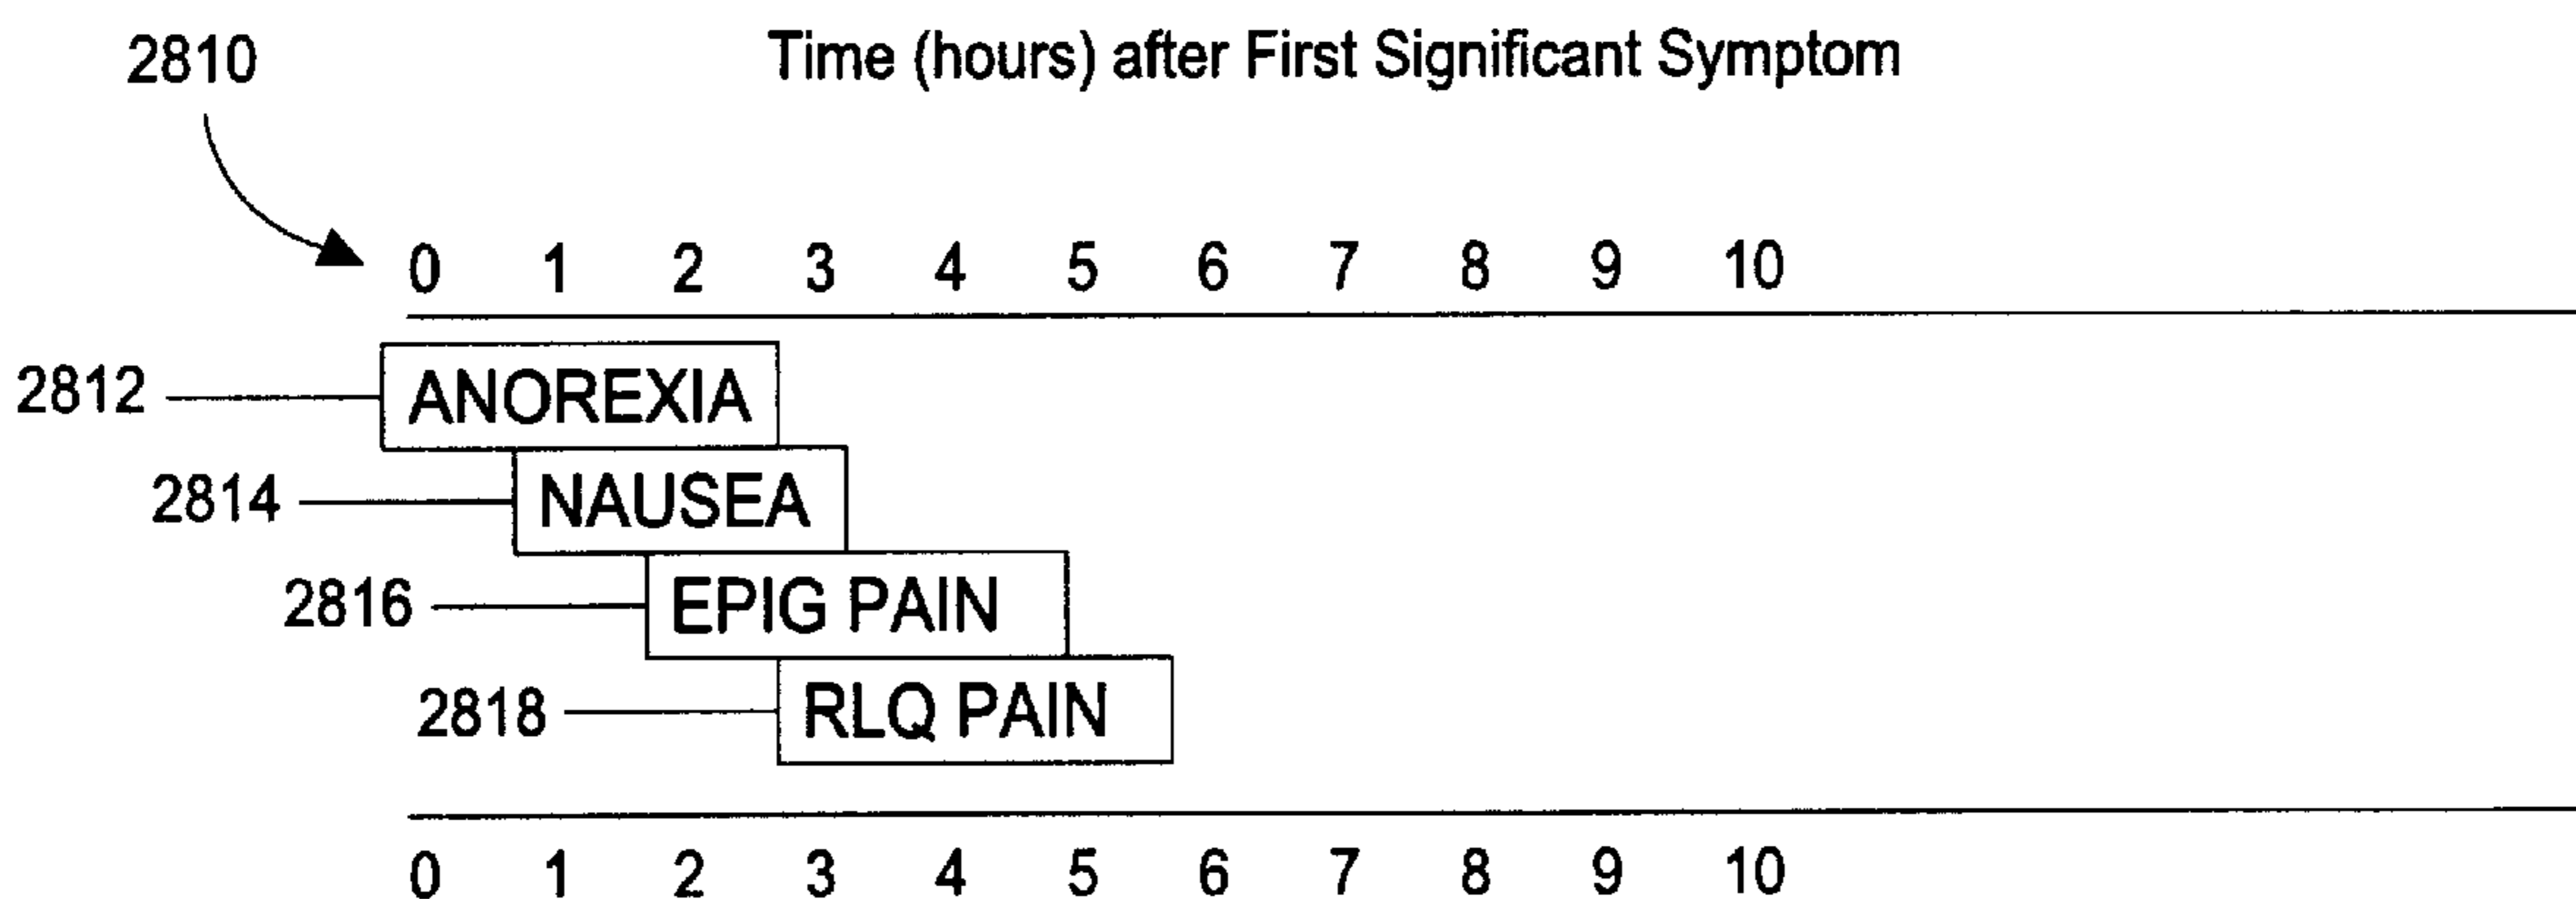 2810
Time (hours) after First Significant Symptom
0 1 2 3 4 5 6 7 8 9 10
2812 ANOREXIA
2814 NAUSEA
2816 EPIG PAIN
2818 RLQ PAIN
0 1 2 3 4 5 6 7 8 9 10